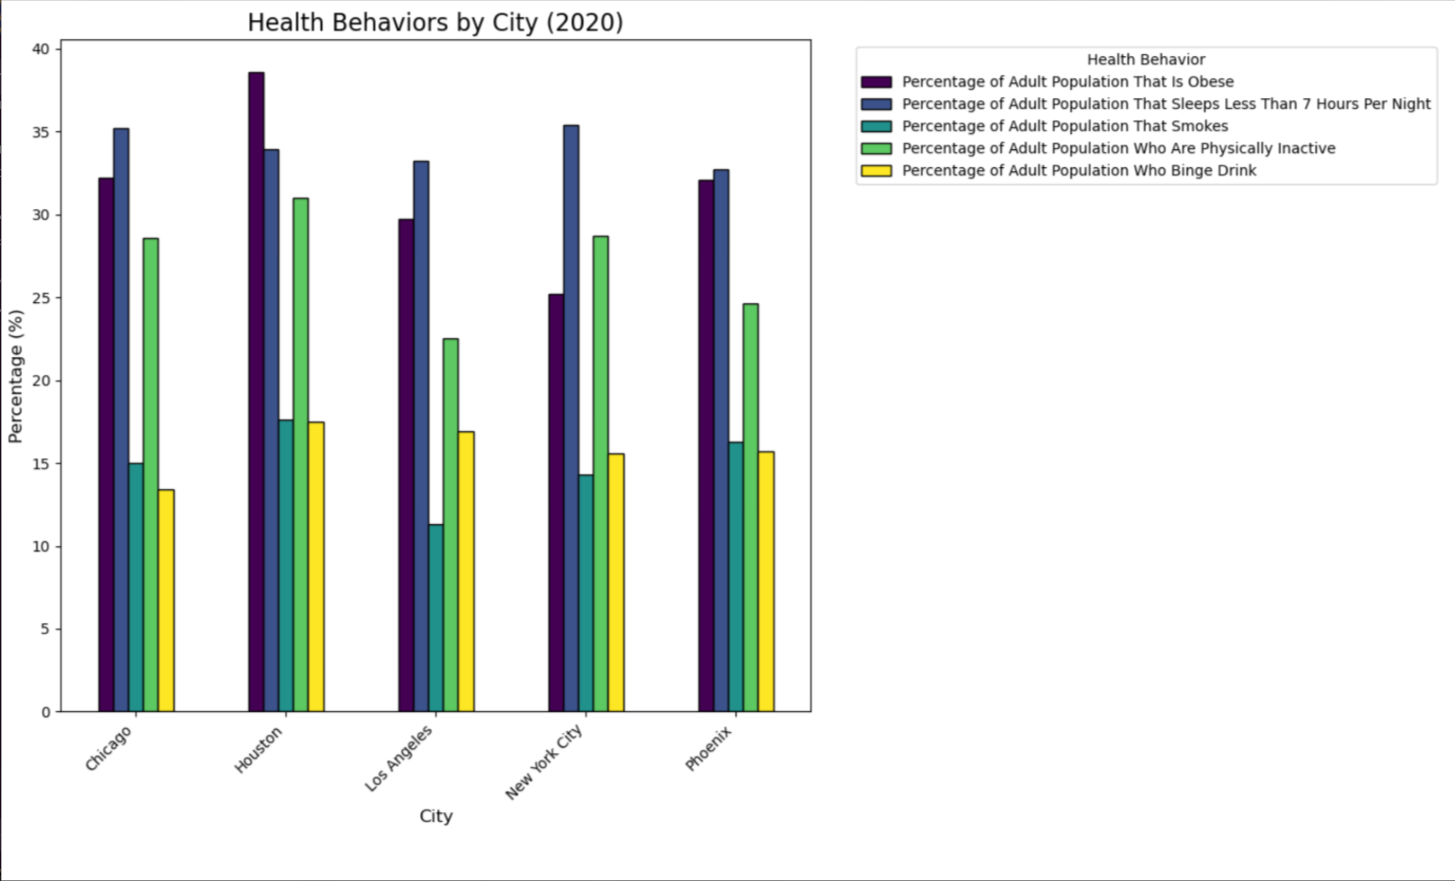 Health Behaviors by City (2020)
Percentage (%)
40
35
30
25
20
15
10
5
0
Chicago
Houston
Los Angeles
New York City
Phoenix
City
Health Behavior
Percentage of Adult Population That Is Obese
Percentage of Adult Population That Sleeps Less Than 7 Hours Per Night
Percentage of Adult Population That Smokes
Percentage of Adult Population Who Are Physically Inactive
Percentage of Adult Population Who Binge Drink